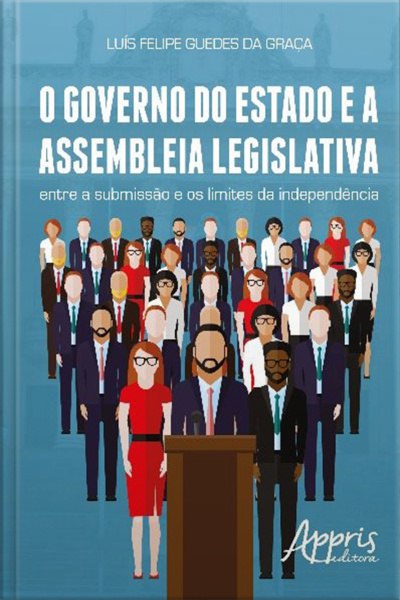 LUÍS FELIPE GUEDES DA GRAÇA
O GOVERNO DO ESTADO E A
ASSEMBLEIA LEGISLATIVA
entre a submissão e os limites da independência
Appris
editora